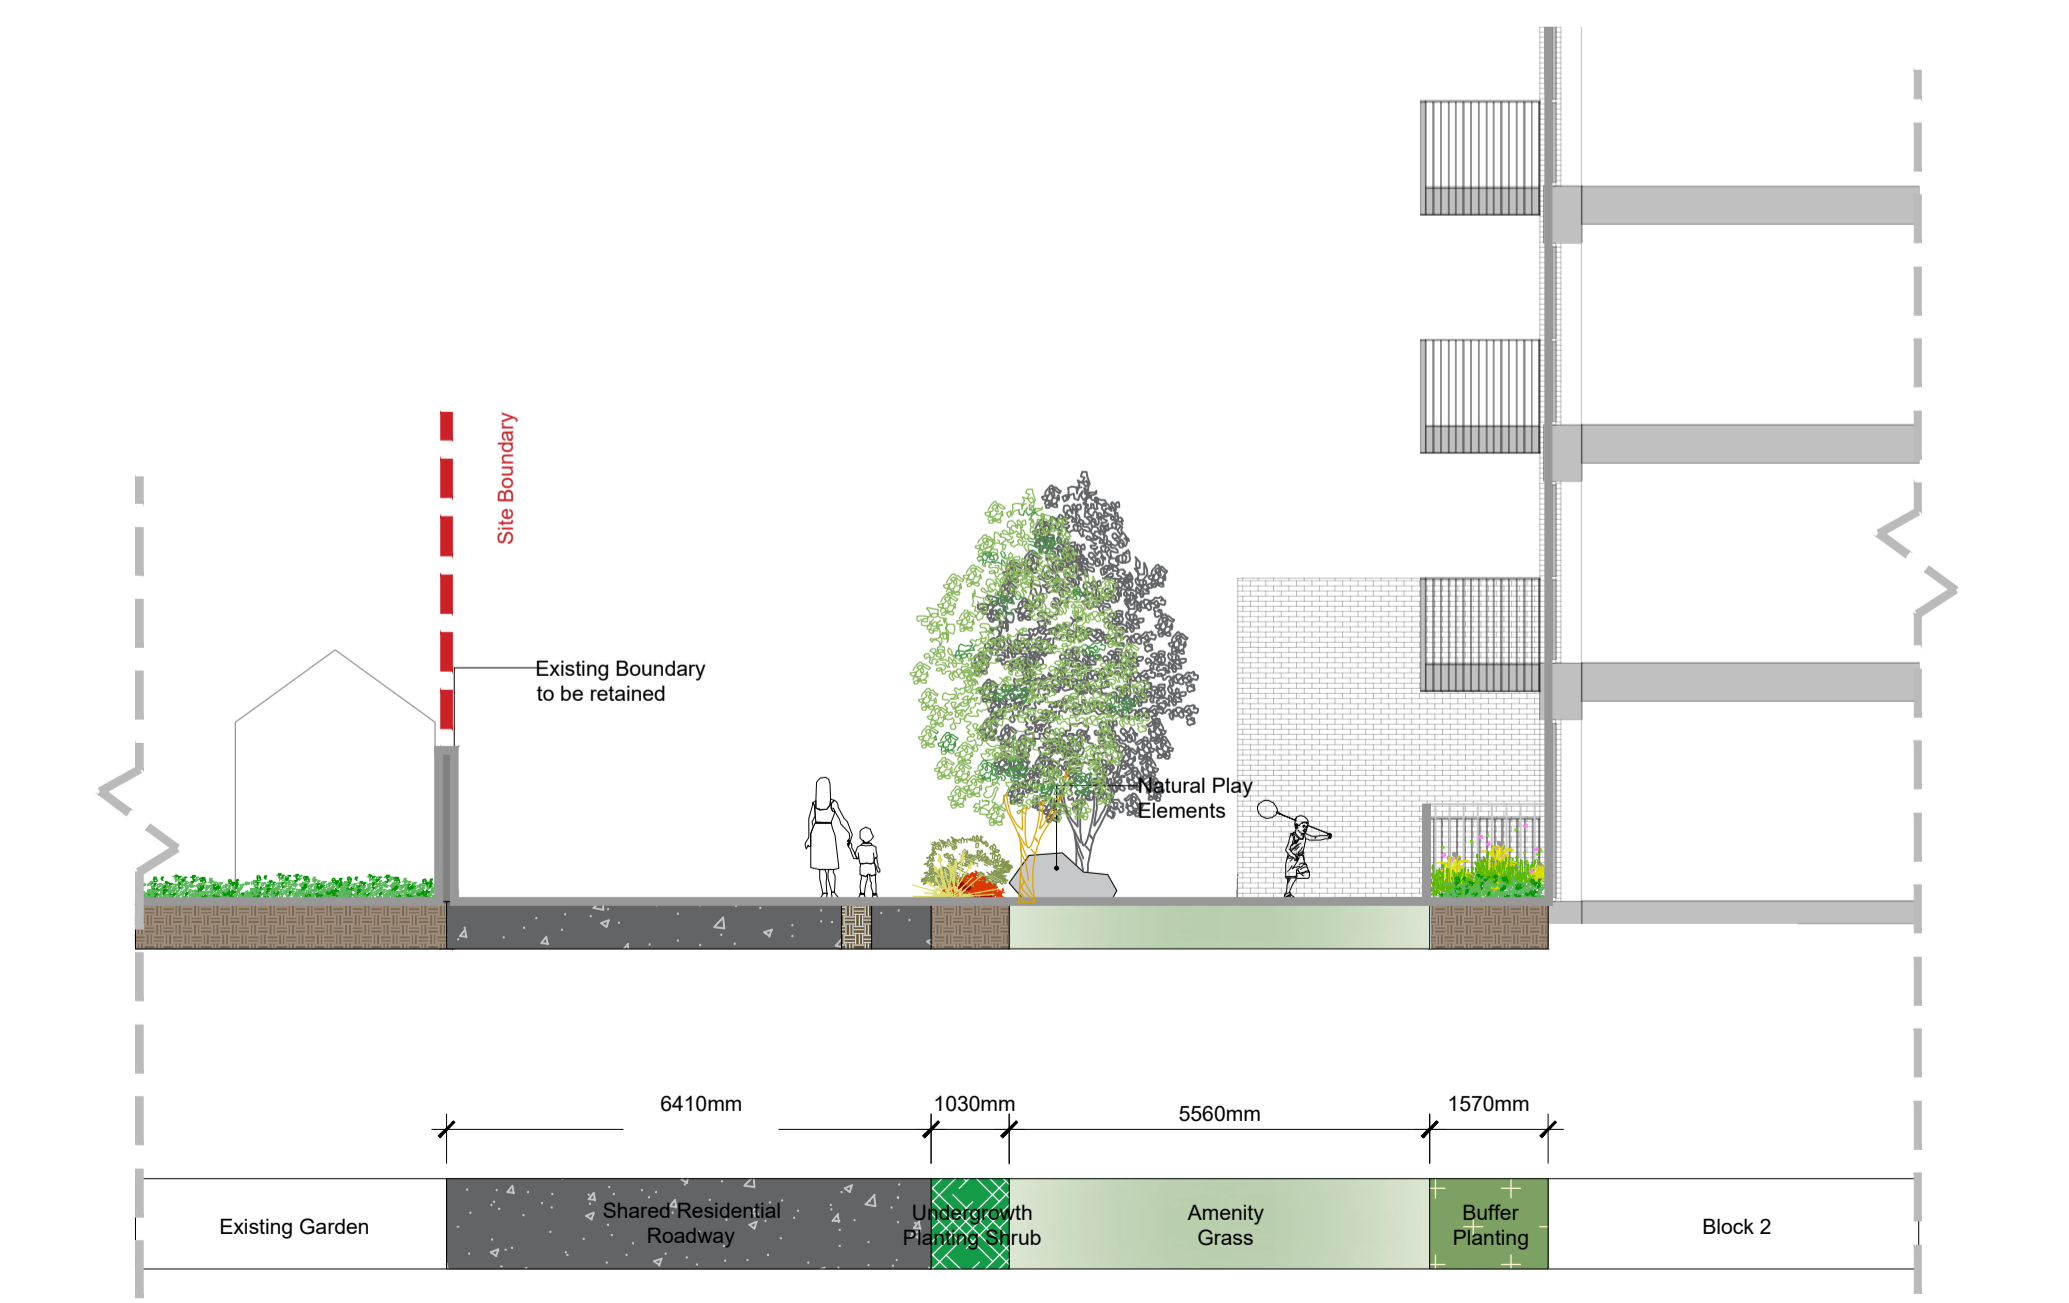 Site Boundary
Existing Boundary
to be retained
Natural Play
Elements
6410mm
1030mm
5560mm
1570mm
Existing Garden
Shared Residential
Roadway
Undergrowth
Planting Shrub
Amenity
Grass
Buffer
Planting
Block 2